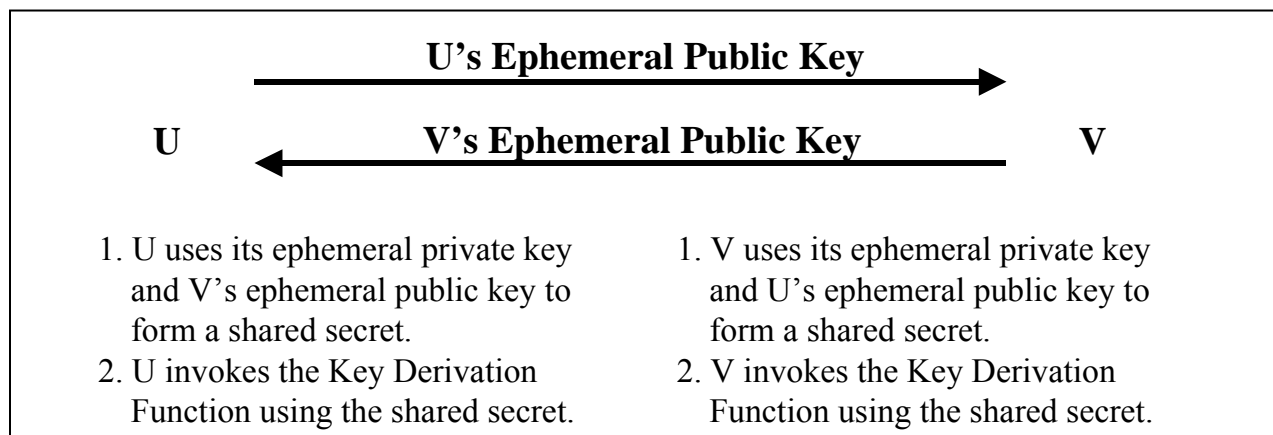 U’s Ephemeral Public Key
U V’s Ephemeral Public Key V
1. U uses its ephemeral private key
and V’s ephemeral public key to
form a shared secret.
2. U invokes the Key Derivation
Function using the shared secret.
1. V uses its ephemeral private key
and U’s ephemeral public key to
form a shared secret.
2. V invokes the Key Derivation
Function using the shared secret.